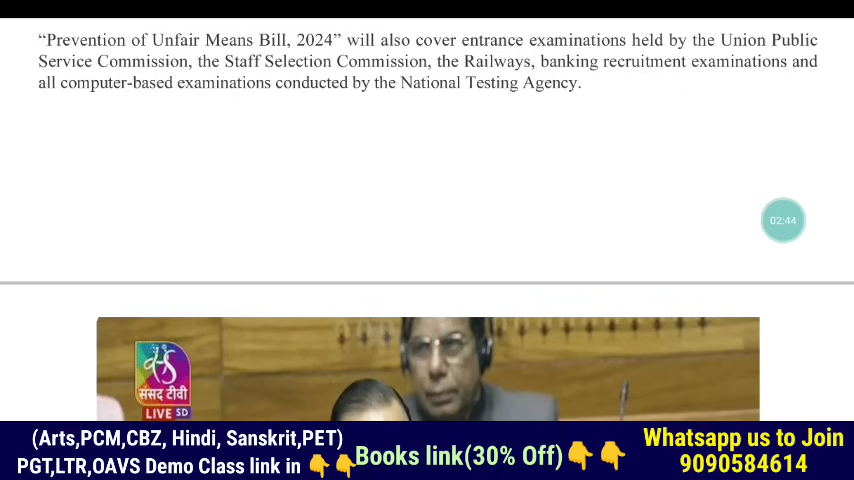 “Prevention of Unfair Means Bill, 2024” will also cover entrance examinations held by the Union Public
Service Commission, the Staff Selection Commission, the Railways, banking recruitment examinations and
all computer-based examinations conducted by the National Testing Agency.
02:44
संसद टीवी
LIVE SD
(Arts,PCM,CBZ, Hindi, Sanskrit,PET)
PGT,LTR,OAVS Demo Class link in 👇👇
Books link(30% Off)👇👇
Whatsapp us to Join
9090584614